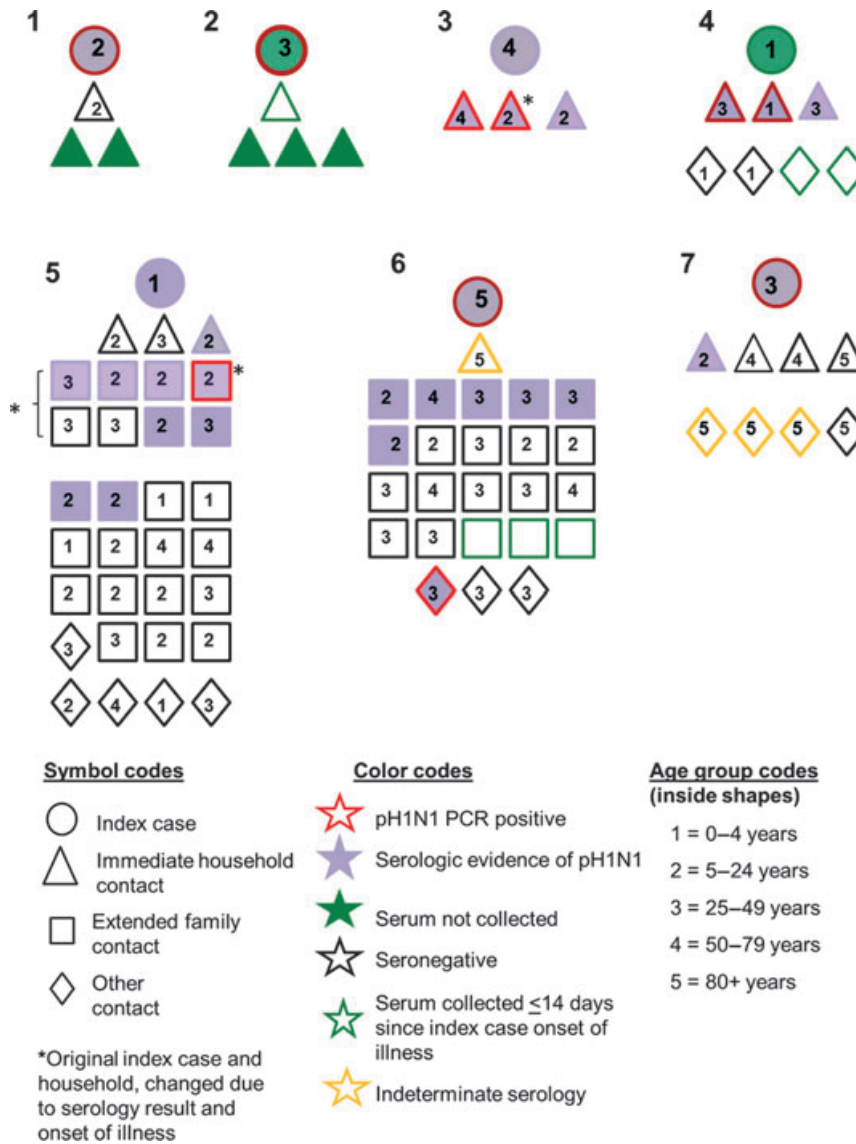 1 2 3 4
2 3 4 1
2 4 2 * 2 3 1 3
1 1
5 6 7
1 5 3
2 3 2 5 2 4 4 5
* 3 2 2 2 *
3 3 2 3
2 4 3 3 3
2 2 3 2 2
3 4 3 3 4
3 3
3 3 3
5 5 5 5
2 2 1 1
1 2 4 4
2 2 2 3
3 3 2 2
2 4 1 3
Symbol codes
Index case
Immediate household
contact
Extended family
contact
Other
contact
*Original index case and
household, changed due
to serology result and
onset of illness
Color codes
pH1N1 PCR positive
Serologic evidence of pH1N1
Serum not collected
Seronegative
Serum collected ≤14 days
since index case onset of
illness
Indeterminate serology
Age group codes
(inside shapes)
1 = 0–4 years
2 = 5–24 years
3 = 25–49 years
4 = 50–79 years
5 = 80+ years